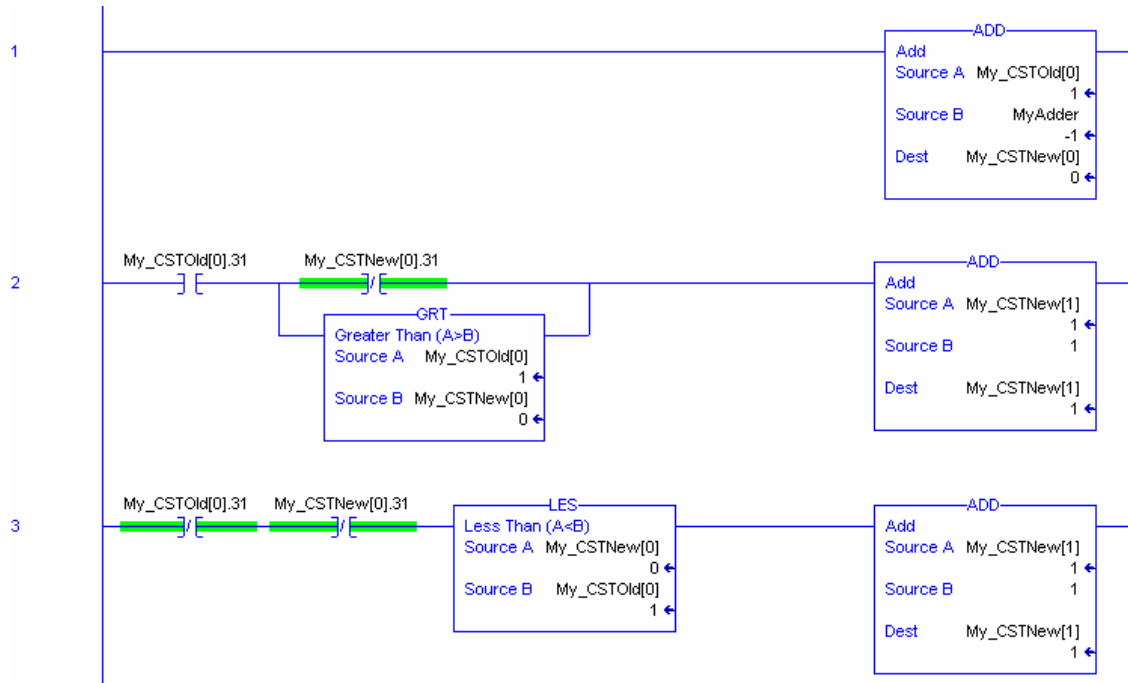 1
ADD
Add
Source A My_CSTOld[0]
1
Source B MyAdder
-1
Dest My_CSTNew[0]
0
2
My_CSTOld[0].31 My_CSTNew[0].31
GRT
Greater Than (A>B)
Source A My_CSTOld[0]
1
Source B My_CSTNew[0]
0
ADD
Add
Source A My_CSTNew[1]
1
Source B 1
Dest My_CSTNew[1]
1
3
My_CSTOld[0].31 My_CSTNew[0].31
LES
Less Than (A<B)
Source A My_CSTNew[0]
0
Source B My_CSTOld[0]
1
ADD
Add
Source A My_CSTNew[1]
1
Source B 1
Dest My_CSTNew[1]
1